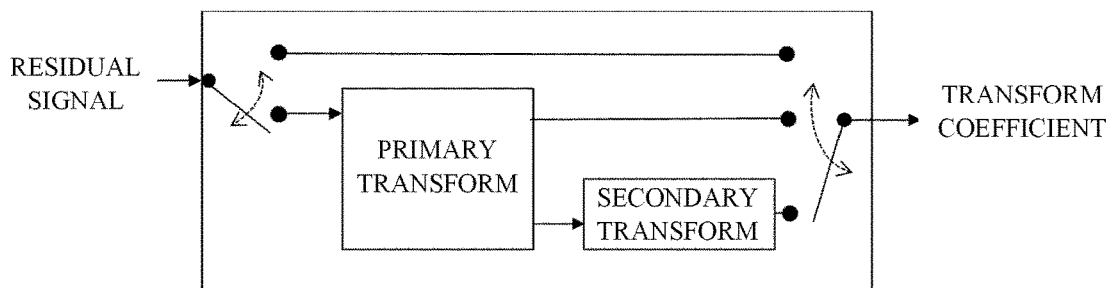 RESIDUAL
SIGNAL
PRIMARY
TRANSFORM
SECONDARY
TRANSFORM
TRANSFORM
COEFFICIENT